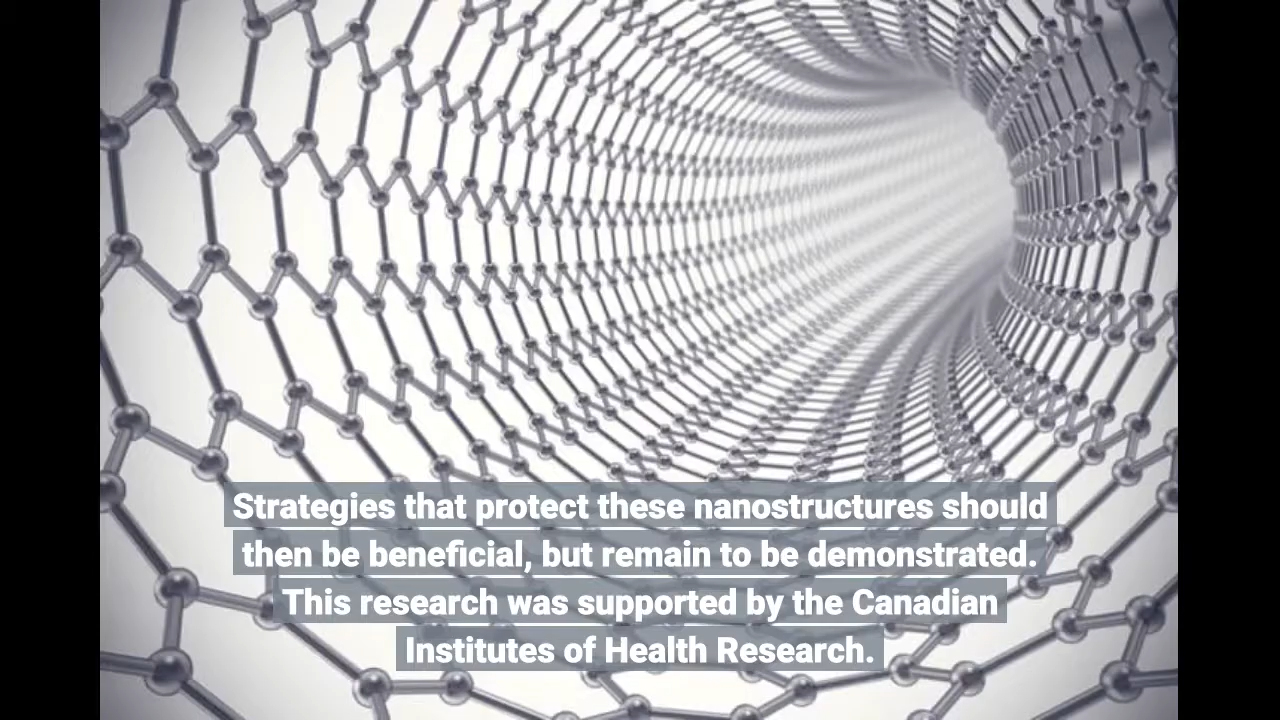 Strategies that protect these nanostructures should
then be beneficial, but remain to be demonstrated.
This research was supported by the Canadian
Institutes of Health Research.